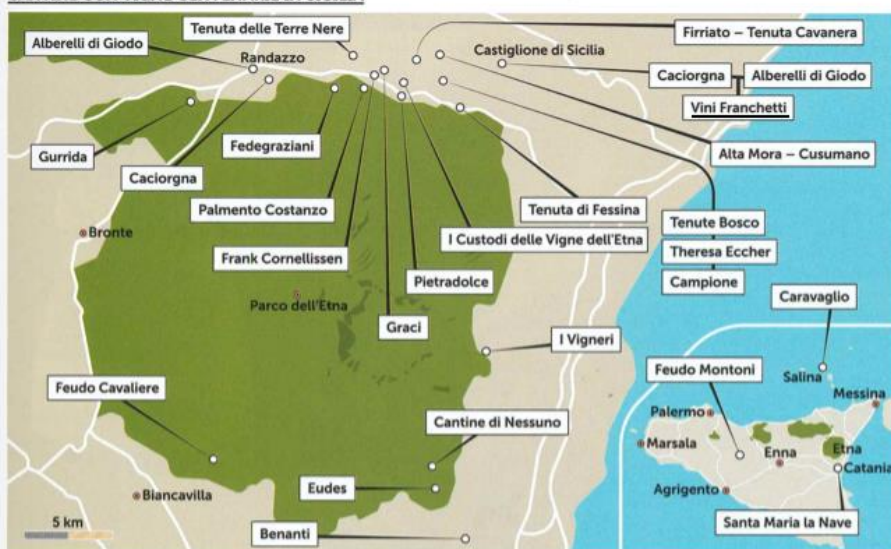 Alberelli di Giodo
Tenuta delle Terre Nere
Randazzo
Firriato – Tenuta Cavanera
Castiglione di Sicilia
Caciorgna
Alberelli di Giodo
Vini Franchetti
Gurrida
Fedegraziani
Caciorgna
Alta Mora – Cusumano
Palmento Costanzo
Tenuta di Fessina
Tenute Bosco
Bronte
I Custodi delle Vigne dell'Etna
Theresa Eccher
Frank Cornellissen
Pietradolce
Campione
Parco dell'Etna
Caravaglio
Graci
I Vigneri
Feudo Montoni
Salina
Feudo Cavaliere
Messina
Palermo
Cantine di Nessuno
Marsala
Enna
Etna
Catania
Eudes
Agrigento
Biancavilla
5 km
Benanti
Santa Maria la Nave